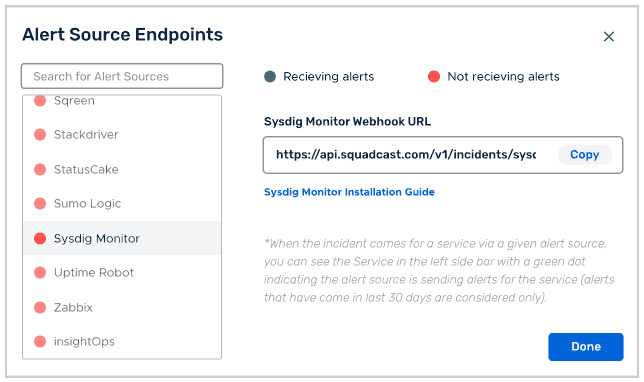 Alert Source Endpoints
Search for Alert Sources
Sqreen
Stackdriver
StatusCake
Sumo Logic
Sysdig Monitor
Uptime Robot
Zabbix
insightOps
Recieving alerts
Not recieving alerts
Sysdig Monitor Webhook URL
https://api.squadcast.com/v1/incidents/sysd
Copy
Sysdig Monitor Installation Guide
*When the incident comes for a service via a given alert source,
you can see the Service in the left side bar with a green dot
indicating the alert source is sending alerts for the service (alerts
that have come in last 30 days are considered only).
Done